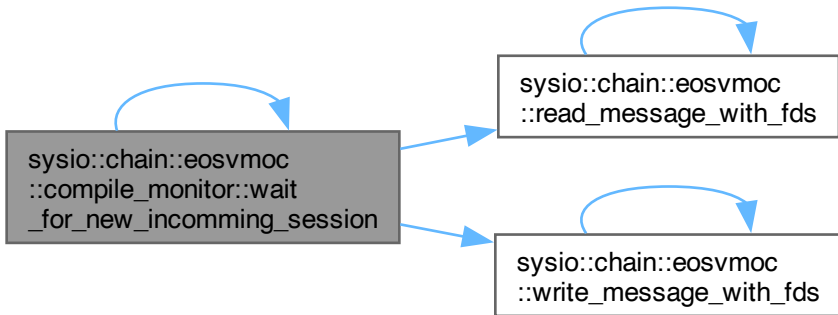 sysio::chain::eosvmoc
::read_message_with_fds
sysio::chain::eosvmoc
::compile_monitor::wait
_for_new_incomming_session
sysio::chain::eosvmoc
::write_message_with_fds